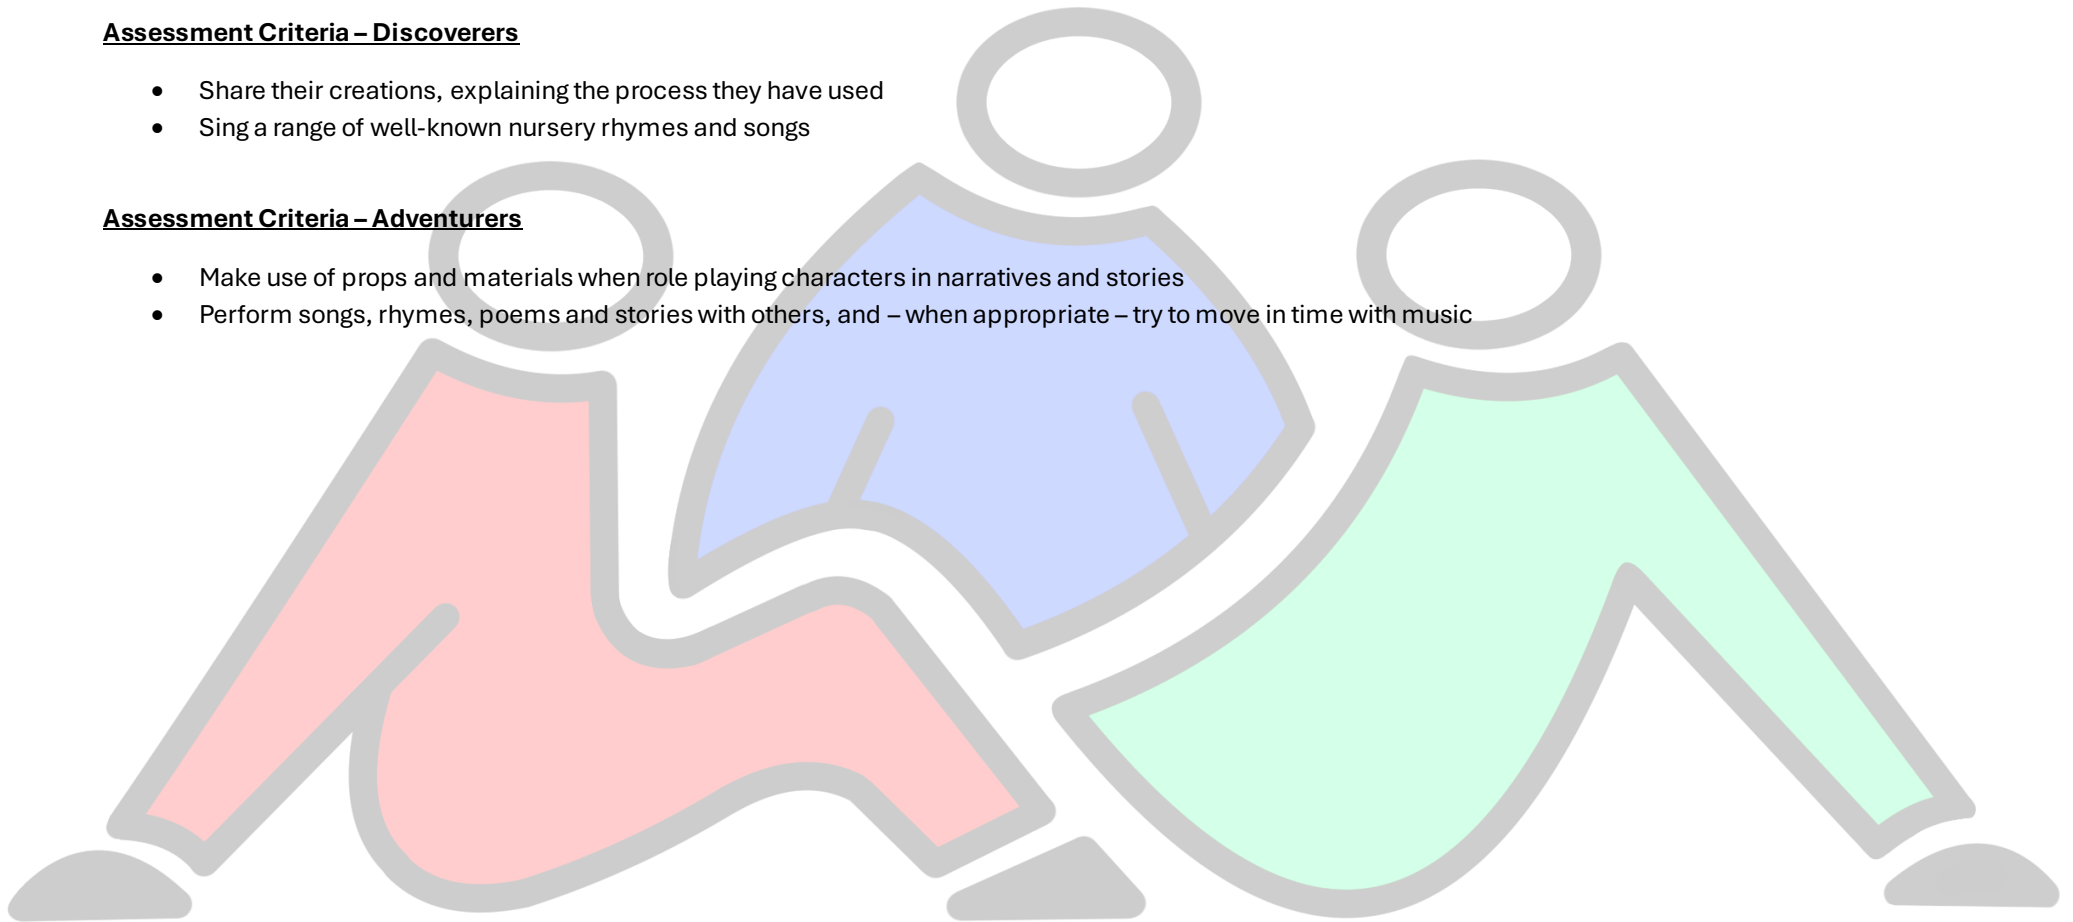 Assessment Criteria – Discoverers
• Share their creations, explaining the process they have used
• Sing a range of well-known nursery rhymes and songs
Assessment Criteria – Adventurers
• Make use of props and materials when role playing characters in narratives and stories
• Perform songs, rhymes, poems and stories with others, and – when appropriate – try to move in time with music